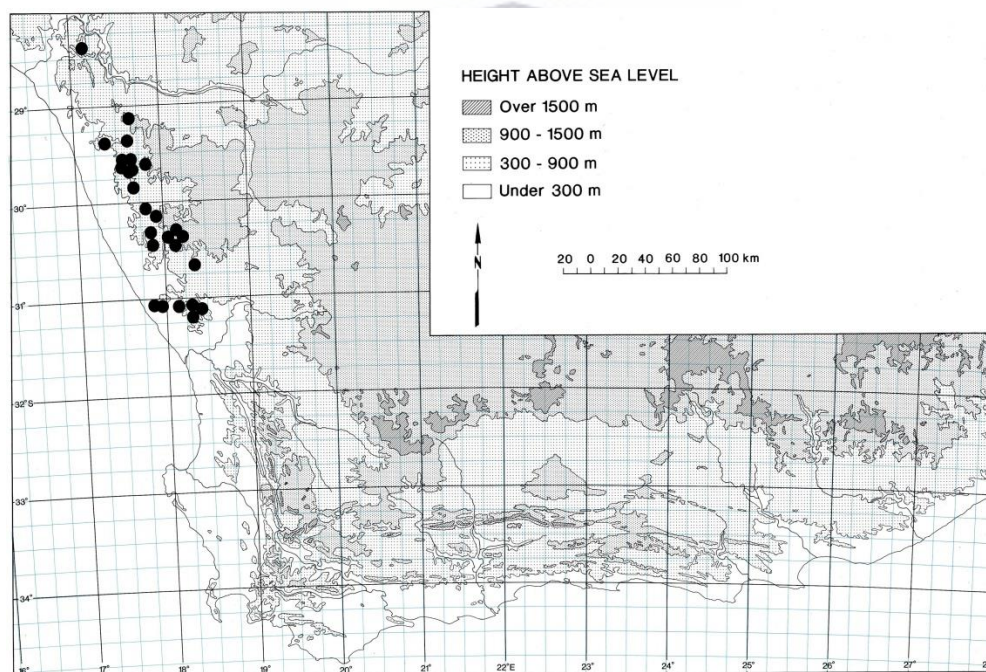 HEIGHT ABOVE SEA LEVEL
Over 1500 m
900 - 1500 m
300 - 900 m
Under 300 m
N
20 0 20 40 60 80 100 km
29°
30°
31°
32°S
33°
34°
16° 17° 18° 19° 20° 21° 22°E 23° 24° 25° 26° 27°